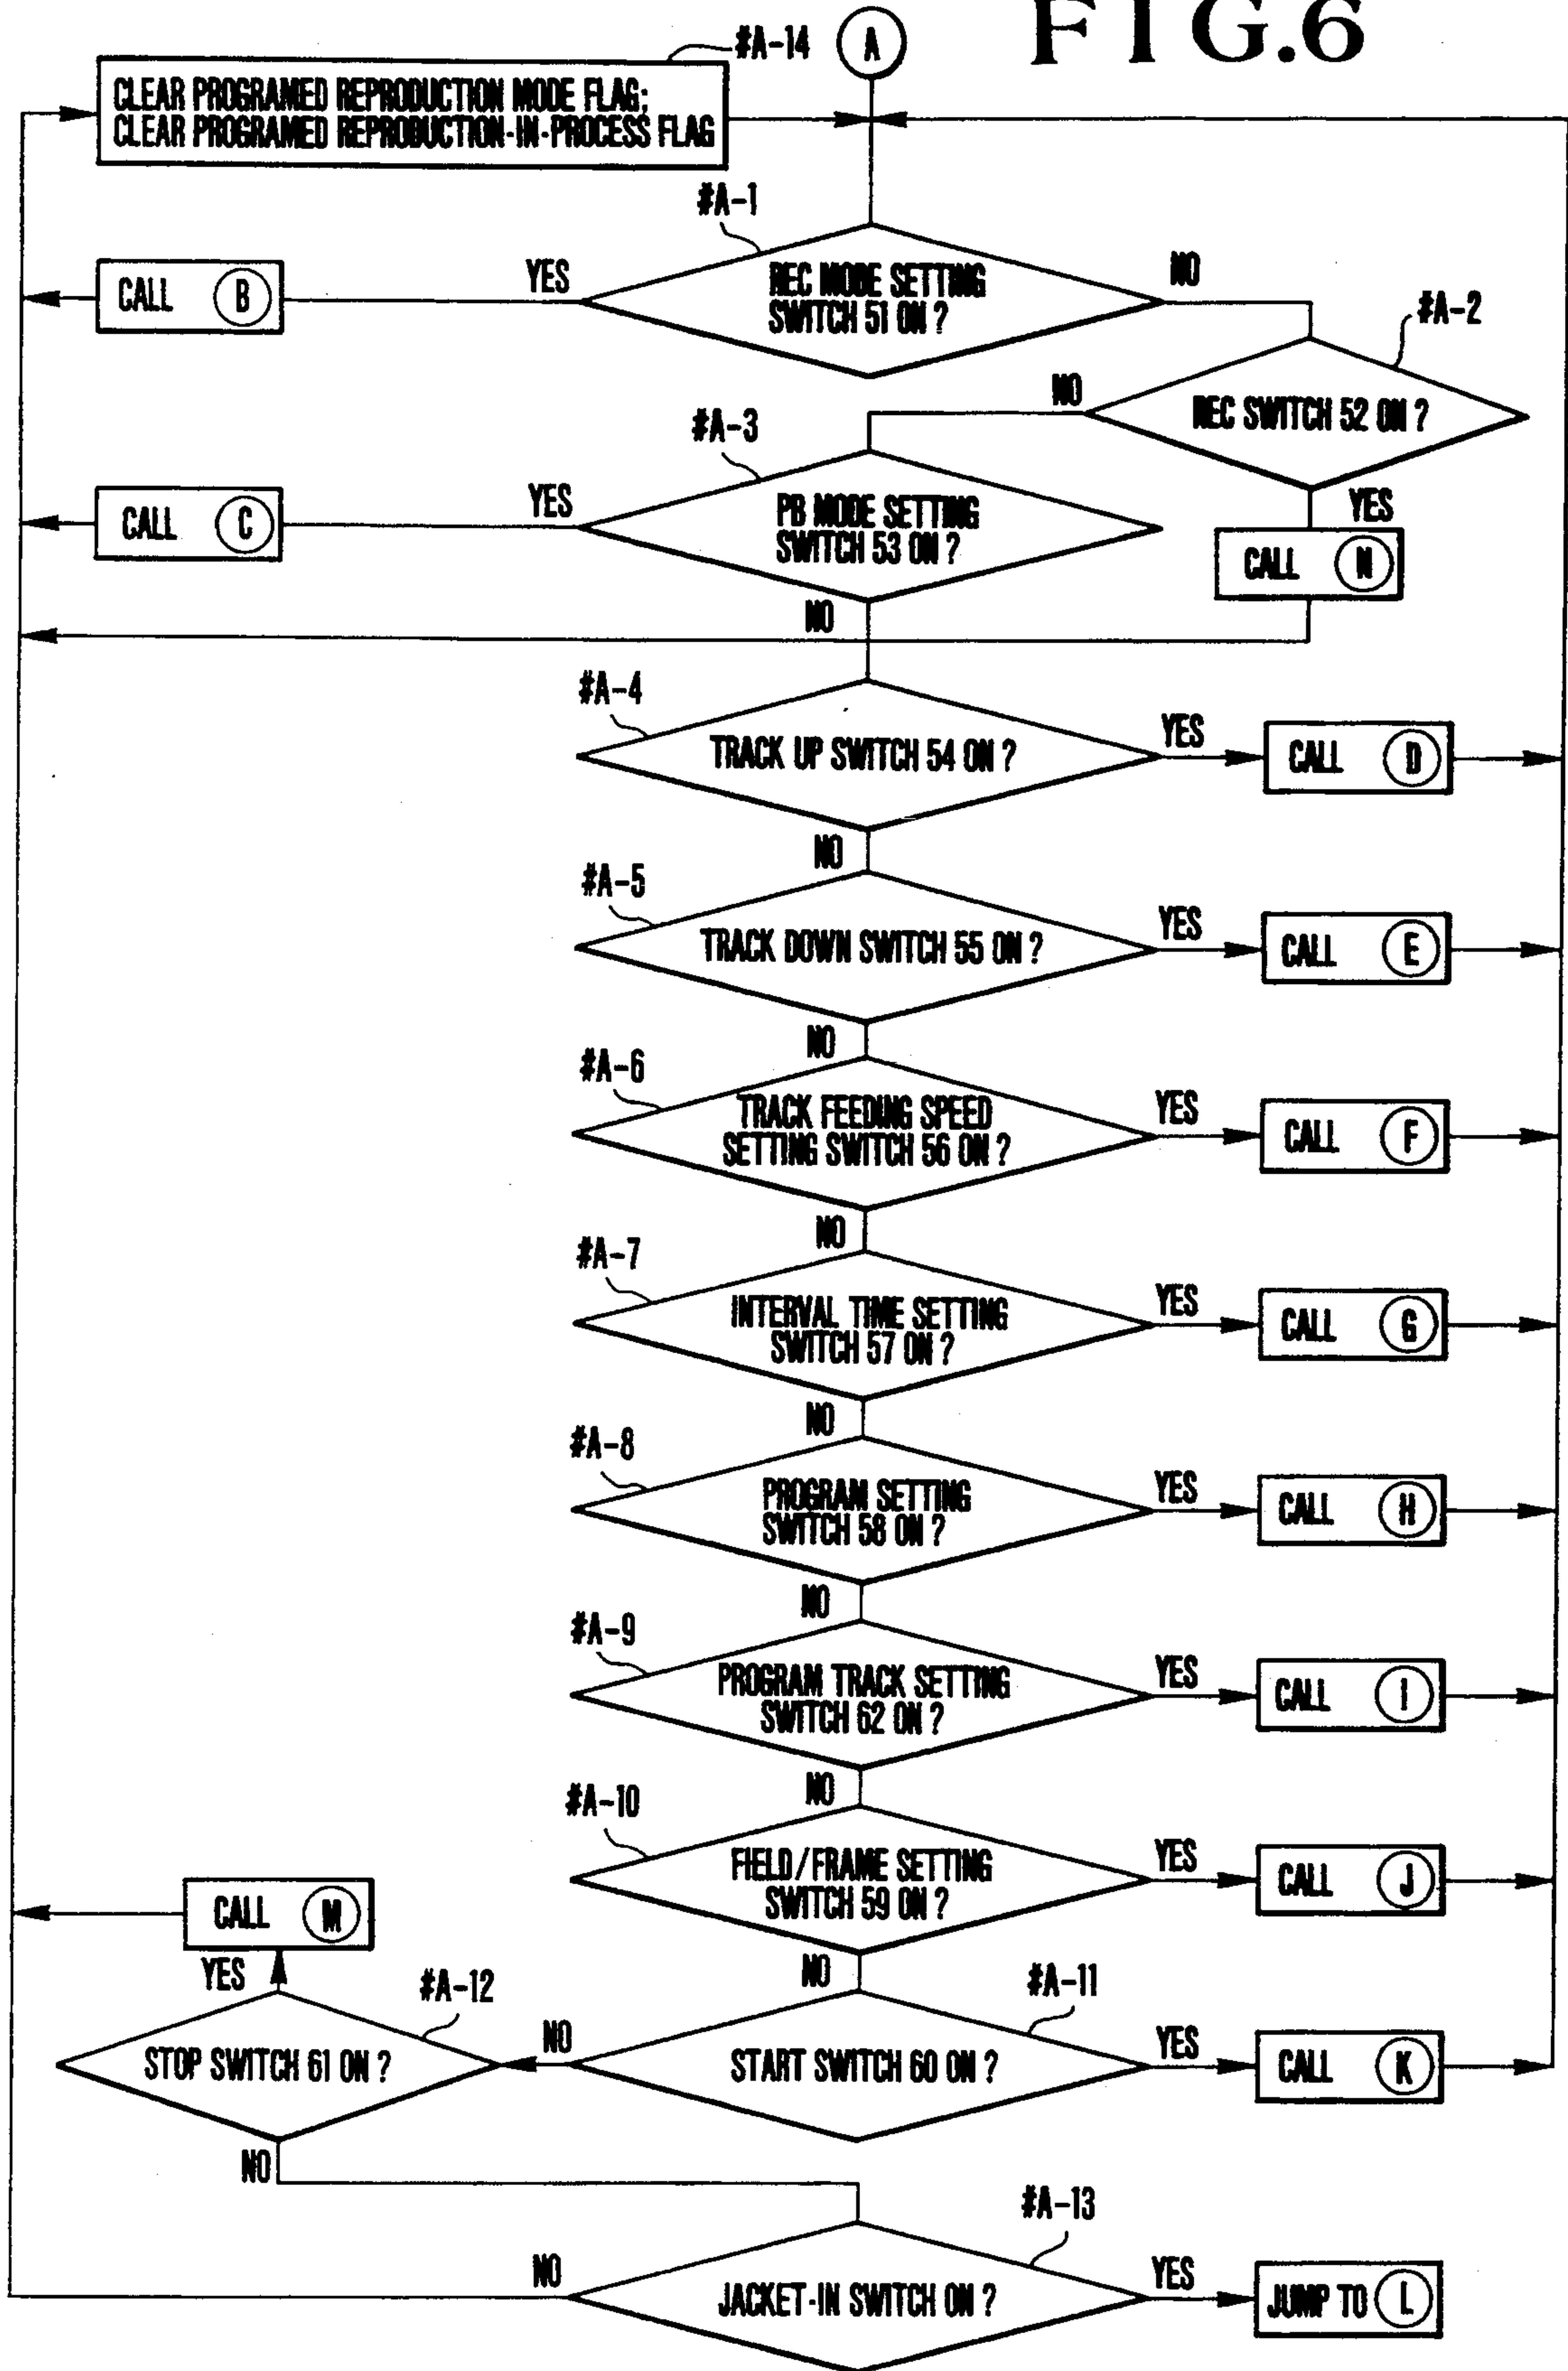 FIG.6
A
#A-14
CLEAR PROGRAMED REPRODUCTION MODE FLAG;
CLEAR PROGRAMED REPRODUCTION-IN-PROCESS FLAG
#A-1
REC MODE SETTING
SWITCH 51 ON ?
YES
CALL B
NO
#A-2
REC SWITCH 52 ON ?
NO
YES
CALL N
#A-3
PB MODE SETTING
SWITCH 53 ON ?
YES
CALL C
NO
#A-4
TRACK UP SWITCH 54 ON ?
YES
CALL D
NO
#A-5
TRACK DOWN SWITCH 55 ON ?
YES
CALL E
NO
#A-6
TRACK FEEDING SPEED
SETTING SWITCH 56 ON ?
YES
CALL F
NO
#A-7
INTERVAL TIME SETTING
SWITCH 57 ON ?
YES
CALL G
NO
#A-8
PROGRAM SETTING
SWITCH 58 ON ?
YES
CALL H
NO
#A-9
PROGRAM TRACK SETTING
SWITCH 62 ON ?
YES
CALL I
NO
#A-10
FIELD/FRAME SETTING
SWITCH 59 ON ?
YES
CALL J
NO
#A-11
START SWITCH 60 ON ?
YES
CALL K
NO
#A-12
STOP SWITCH 61 ON ?
YES
CALL M
NO
#A-13
JACKET-IN SWITCH ON ?
NO
YES
JUMP TO L